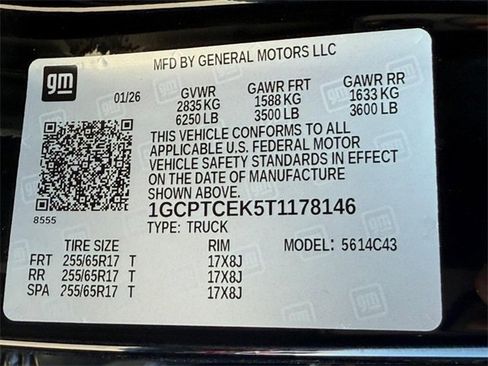 gm
MFD BY GENERAL MOTORS LLC
01/26
GVWR GAWR FRT GAWR RR
2835 KG 1588 KG 1633 KG
6250 LB 3500 LB 3600 LB
THIS VEHICLE CONFORMS TO ALL
APPLICABLE U.S. FEDERAL MOTOR
VEHICLE SAFETY STANDARDS IN EFFECT
ON THE DATE OF MANUFACTURE
SHOWN ABOVE.
8555
1GCPTCEK5T1178146
TYPE: TRUCK
TIRE SIZE RIM MODEL: 5614C43
FRT 255/65R17 T 17X8J
RR 255/65R17 T 17X8J
SPA 255/65R17 T 17X8J